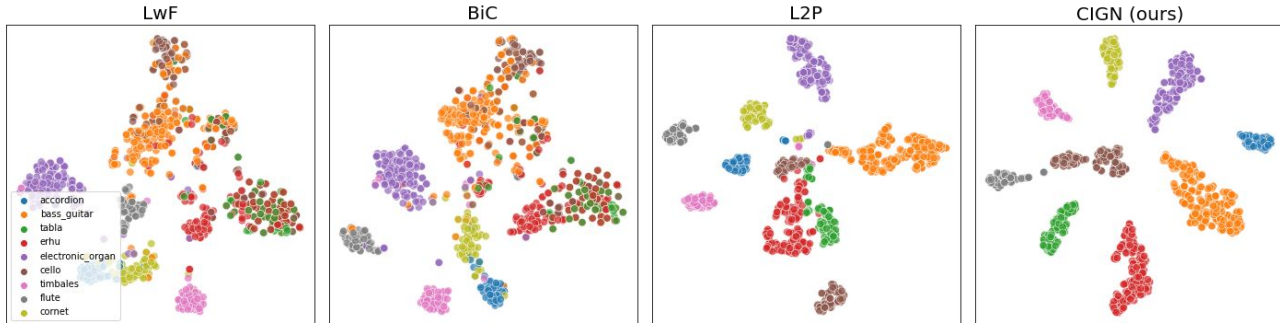 LwF
BiC
L2P
CIGN (ours)
accordion
bass_guitar
tabla
erhu
electronic_organ
cello
timbales
flute
cornet